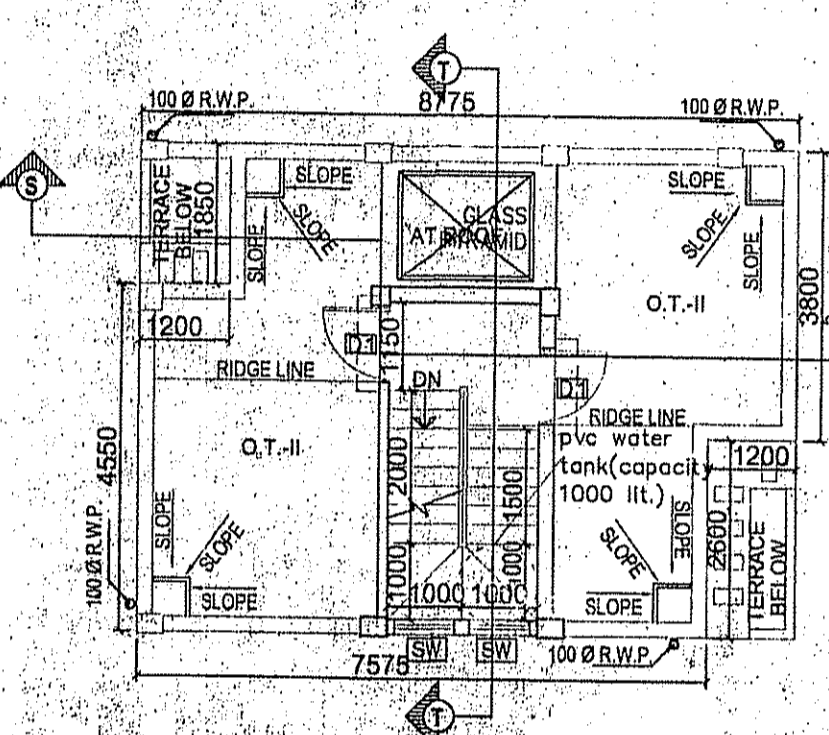 T
100 Ø R.W.P.
8775
100 Ø R.W.P.
S
TERRACE
BELOW
1850
SLOPE
SLOPE
SLOPE
GLASS
PYRAMID
AT
SLOPE
SLOPE
SLOPE
O.T.-II
3800
1200
D1
1150
RIDGE LINE
DN
D1
RIDGE LINE
pvc water
tank(capacity
1000 lit.)
1200
O.T.-II
4550
2000
1500
2600
TERRACE
BELOW
SLOPE
SLOPE
SLOPE
100 Ø R.W.P.
1000
1000
1000
1000
SLOPE
SLOPE
SLOPE
SW
SW
100 Ø R.W.P.
7575
T